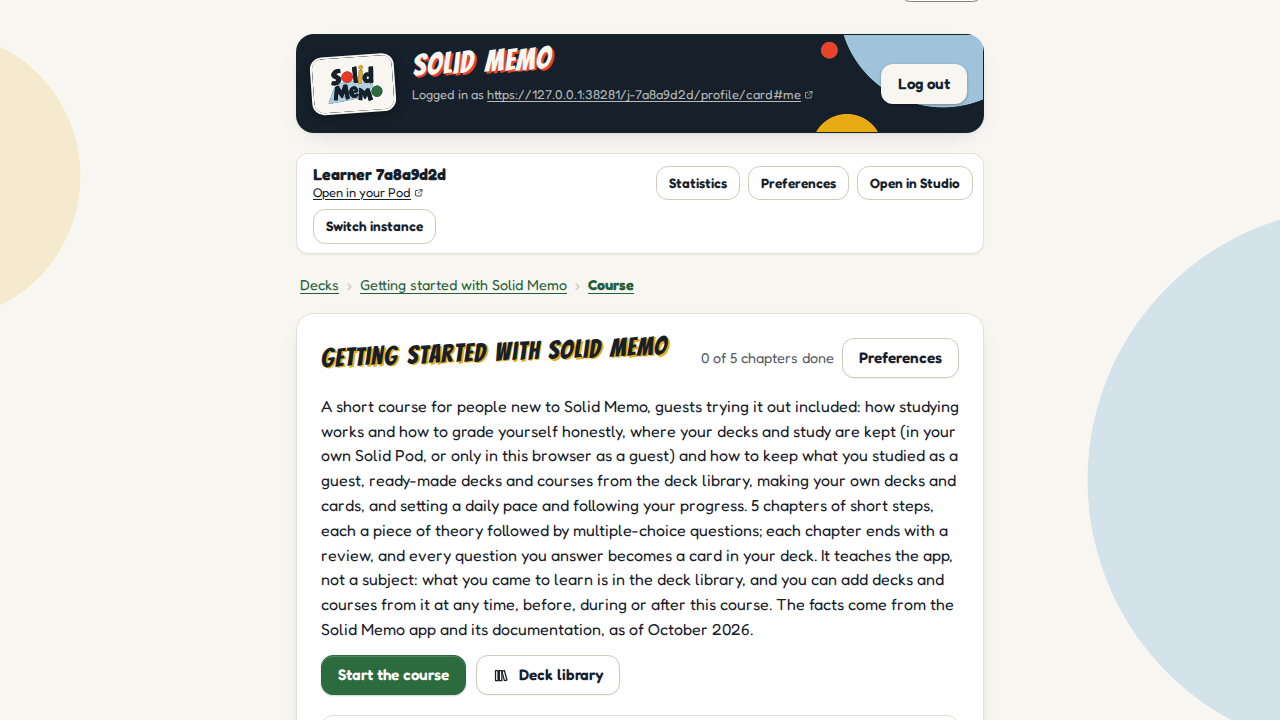 Solid Memo
SOLID MEMO
Logged in as https://127.0.0.1:38281/j-7a8a9d2d/profile/card#me
Log out
Learner 7a8a9d2d
Open in your Pod
Statistics
Preferences
Open in Studio
Switch instance
Decks › Getting started with Solid Memo › Course
GETTING STARTED WITH SOLID MEMO
0 of 5 chapters done
Preferences
A short course for people new to Solid Memo, guests trying it out included: how studying
works and how to grade yourself honestly, where your decks and study are kept (in your
own Solid Pod, or only in this browser as a guest) and how to keep what you studied as a
guest, ready-made decks and courses from the deck library, making your own decks and
cards, and setting a daily pace and following your progress. 5 chapters of short steps,
each a piece of theory followed by multiple-choice questions; each chapter ends with a
review, and every question you answer becomes a card in your deck. It teaches the app,
not a subject: what you came to learn is in the deck library, and you can add decks and
courses from it at any time, before, during or after this course. The facts come from the
Solid Memo app and its documentation, as of October 2026.
Start the course
Deck library